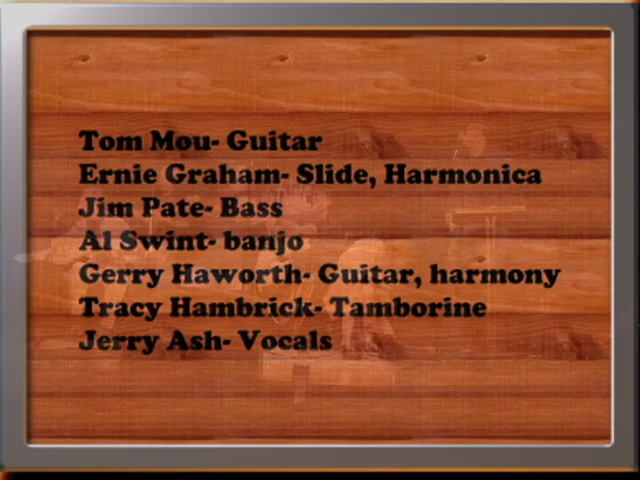 Tom Mou- Guitar
Ernie Graham- Slide, Harmonica
Jim Pate- Bass
Al Swint- banjo
Gerry Haworth- Guitar, harmony
Tracy Hambrick- Tamborine
Jerry Ash- Vocals